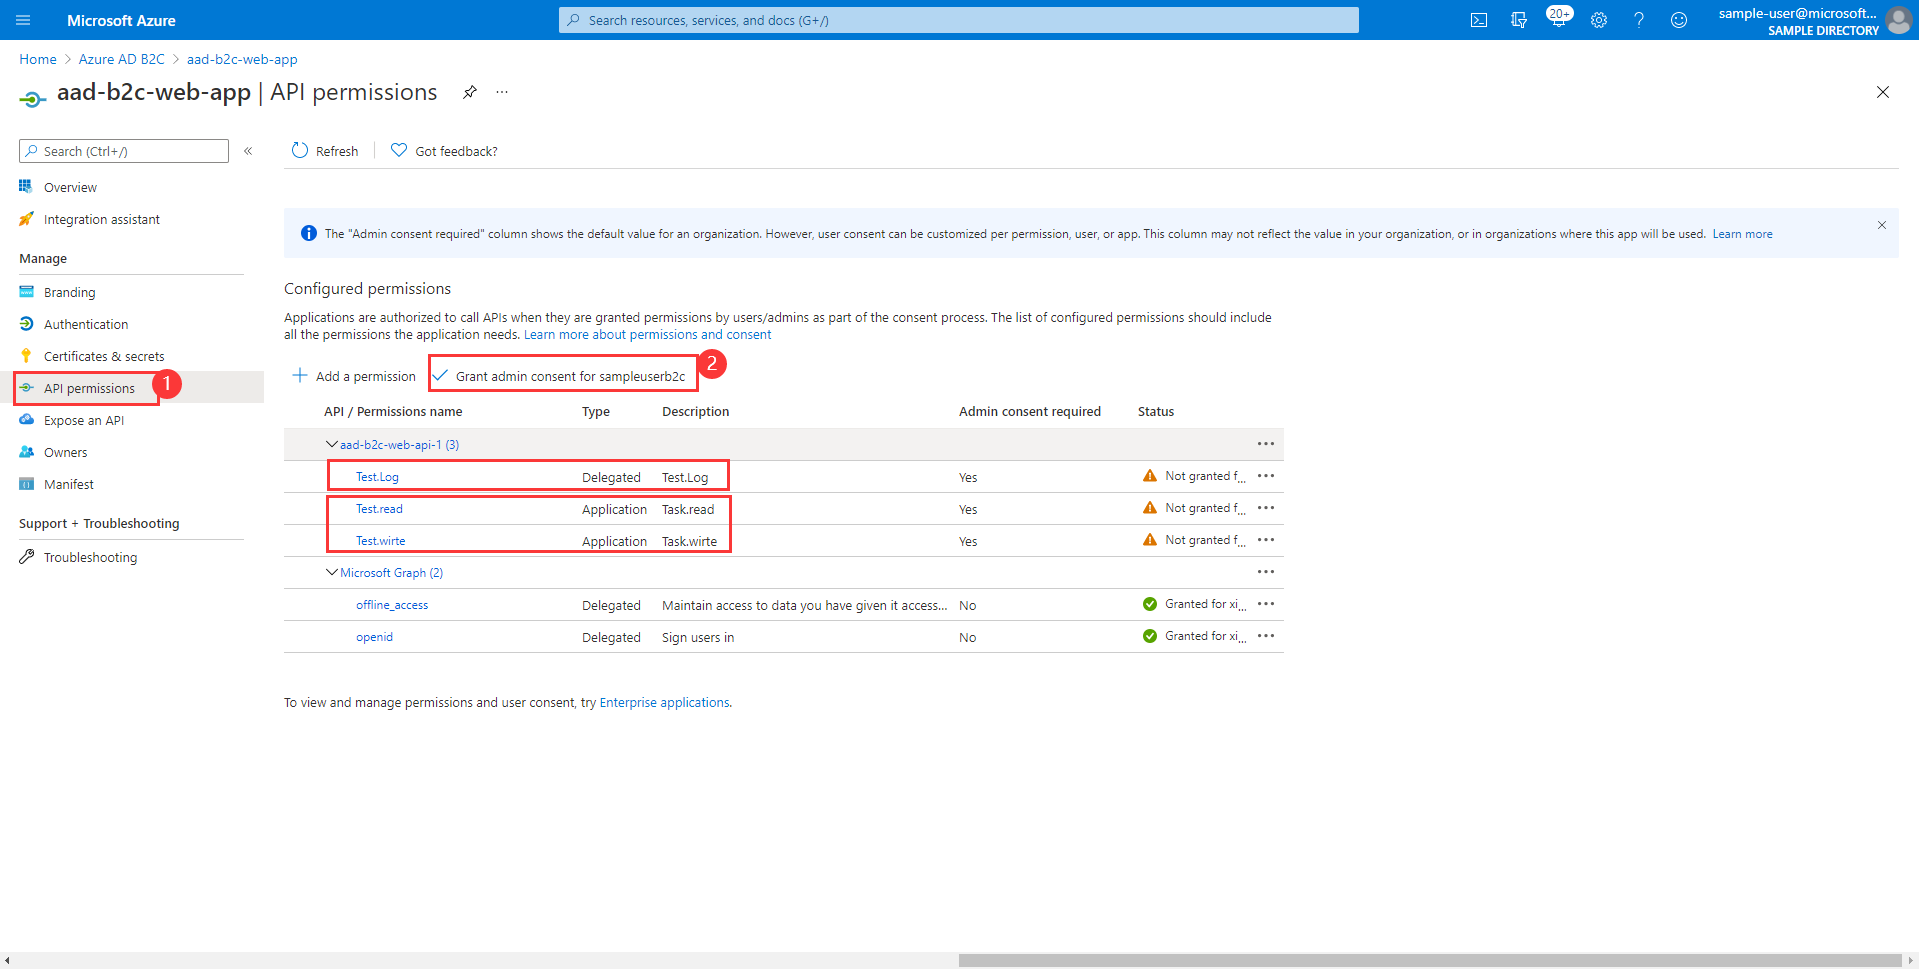 Microsoft Azure
Search resources, services, and docs (G+/)
20+
sample-user@microsoft...
SAMPLE DIRECTORY
Home > Azure AD B2C > aad-b2c-web-app
aad-b2c-web-app | API permissions
Search (Ctrl+/)
Refresh
Got feedback?
Overview
Integration assistant
Manage
Branding
Authentication
Certificates & secrets
API permissions
1
Expose an API
Owners
Manifest
Support + Troubleshooting
Troubleshooting
The "Admin consent required" column shows the default value for an organization. However, user consent can be customized per permission, user, or app. This column may not reflect the value in your organization, or in organizations where this app will be used. Learn more
Configured permissions
Applications are authorized to call APIs when they are granted permissions by users/admins as part of the consent process. The list of configured permissions should include
all the permissions the application needs. Learn more about permissions and consent
Add a permission
Grant admin consent for sampleuserb2c
2
API / Permissions name Type Description Admin consent required Status
aad-b2c-web-api-1 (3)
Test.Log Delegated Test.Log Yes Not granted f...
Test.read Application Task.read Yes Not granted f...
Test.wirte Application Task.wirte Yes Not granted f...
Microsoft Graph (2)
offline_access Delegated Maintain access to data you have given it access... No Granted for xi...
openid Delegated Sign users in No Granted for xi...
To view and manage permissions and user consent, try Enterprise applications.